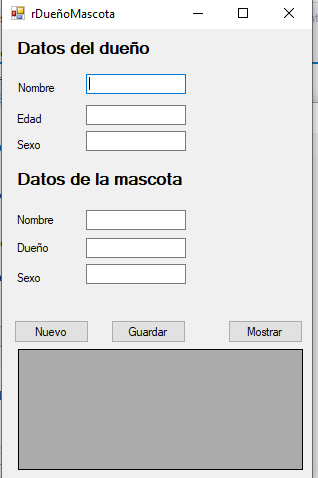 rDueñoMascota
Datos del dueño
Nombre
Edad
Sexo
Datos de la mascota
Nombre
Dueño
Sexo
Nuevo Guardar Mostrar